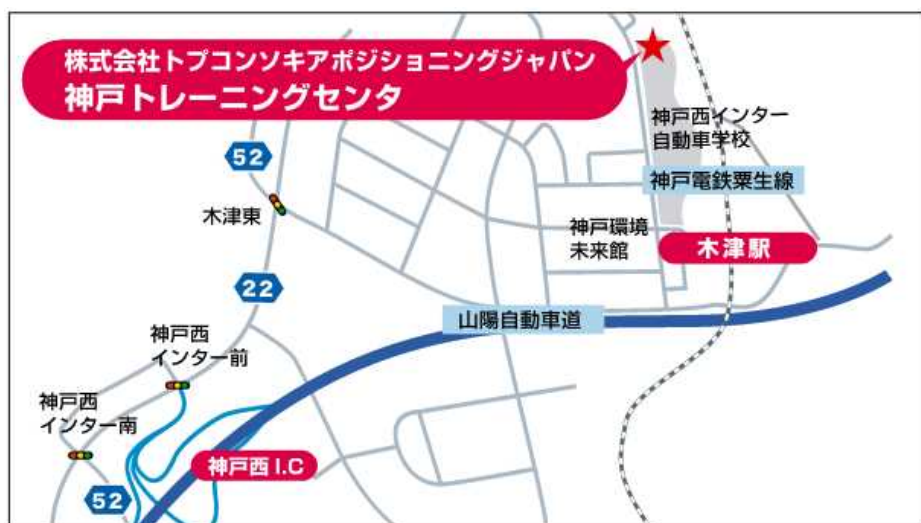 株式会社トプコンソキアポジショニングジャパン
神戸トレーニングセンタ
神戸西インター
自動車学校
52
神戸電鉄粟生線
木津東
神戸環境
未来館
木津駅
22
山陽自動車道
神戸西
インター前
神戸西
インター南
神戸西 I.C
52